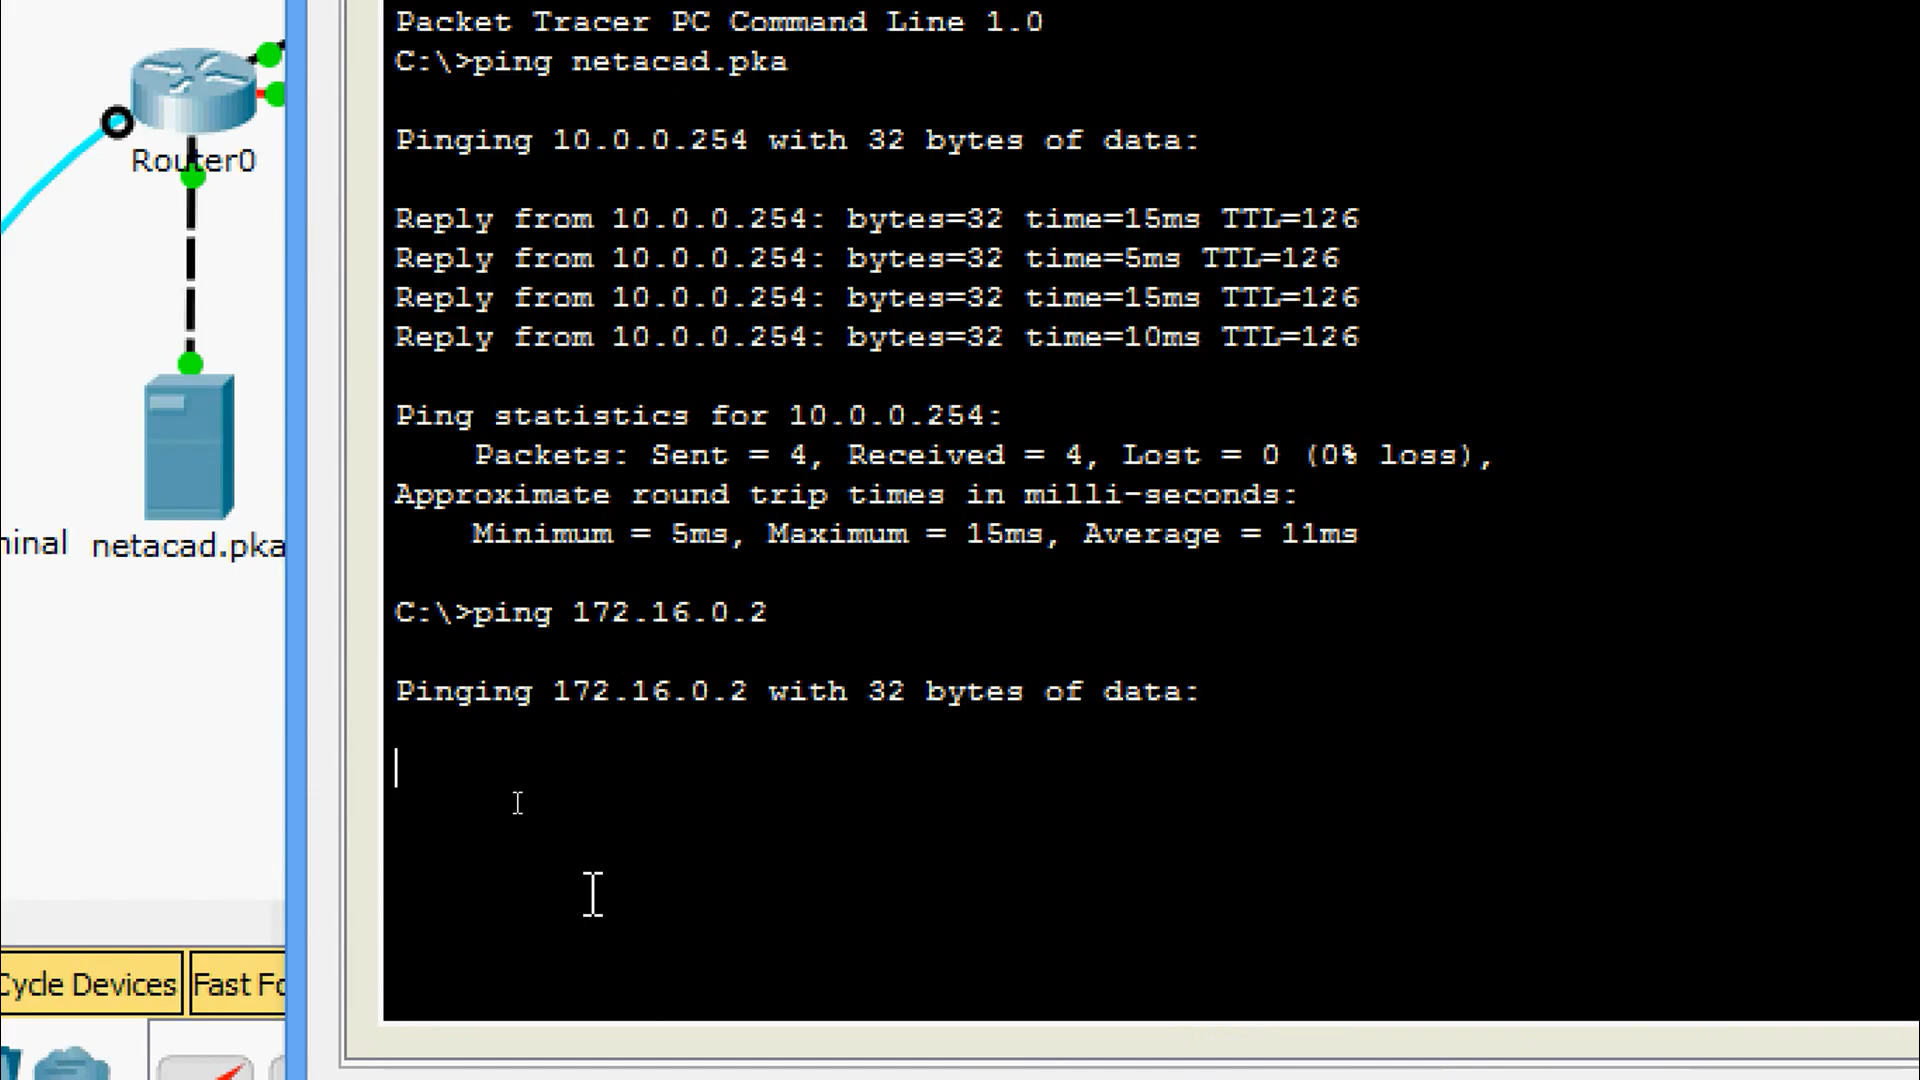 Packet Tracer PC Command Line 1.0
C:\>ping netacad.pka
Pinging 10.0.0.254 with 32 bytes of data:
Reply from 10.0.0.254: bytes=32 time=15ms TTL=126
Reply from 10.0.0.254: bytes=32 time=5ms TTL=126
Reply from 10.0.0.254: bytes=32 time=15ms TTL=126
Reply from 10.0.0.254: bytes=32 time=10ms TTL=126
Ping statistics for 10.0.0.254:
Packets: Sent = 4, Received = 4, Lost = 0 (0% loss),
Approximate round trip times in milli-seconds:
Minimum = 5ms, Maximum = 15ms, Average = 11ms
C:\>ping 172.16.0.2
Pinging 172.16.0.2 with 32 bytes of data:
Router0
netacad.pka
Cycle Devices
Fast